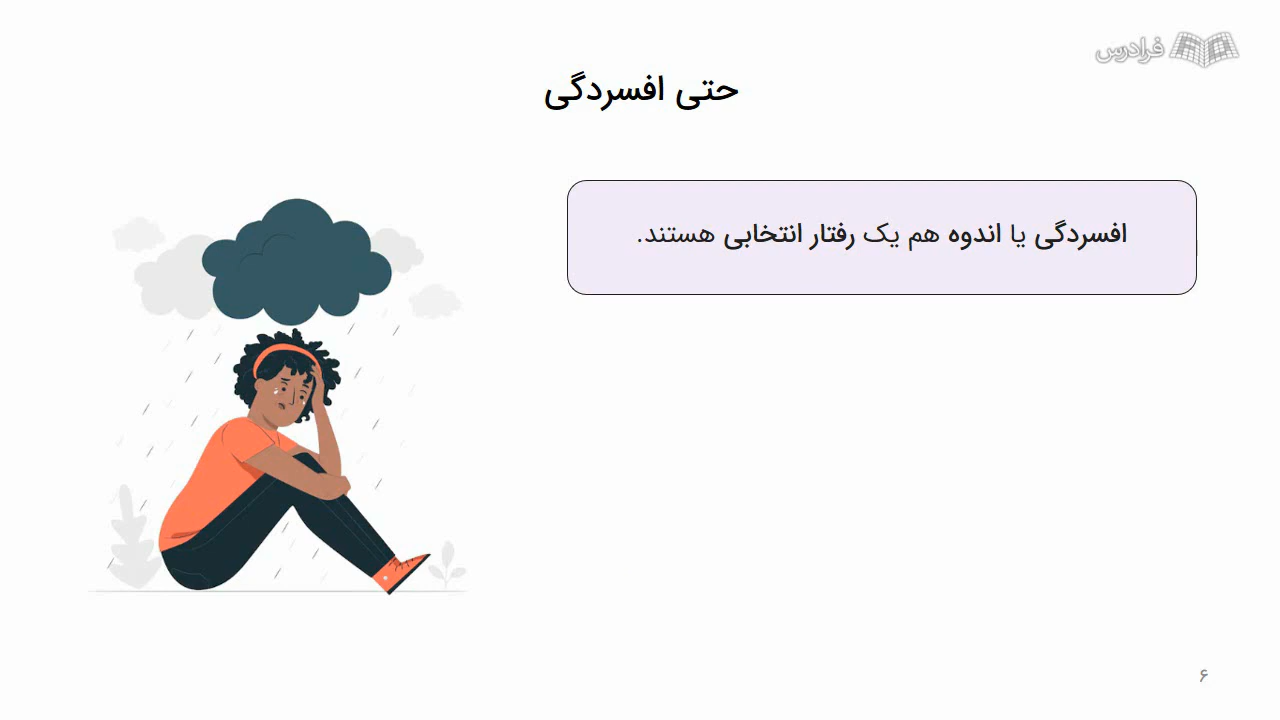 فرادرس
حتی افسردگی
افسردگی یا اندوه هم یک رفتار انتخابی هستند.
۶